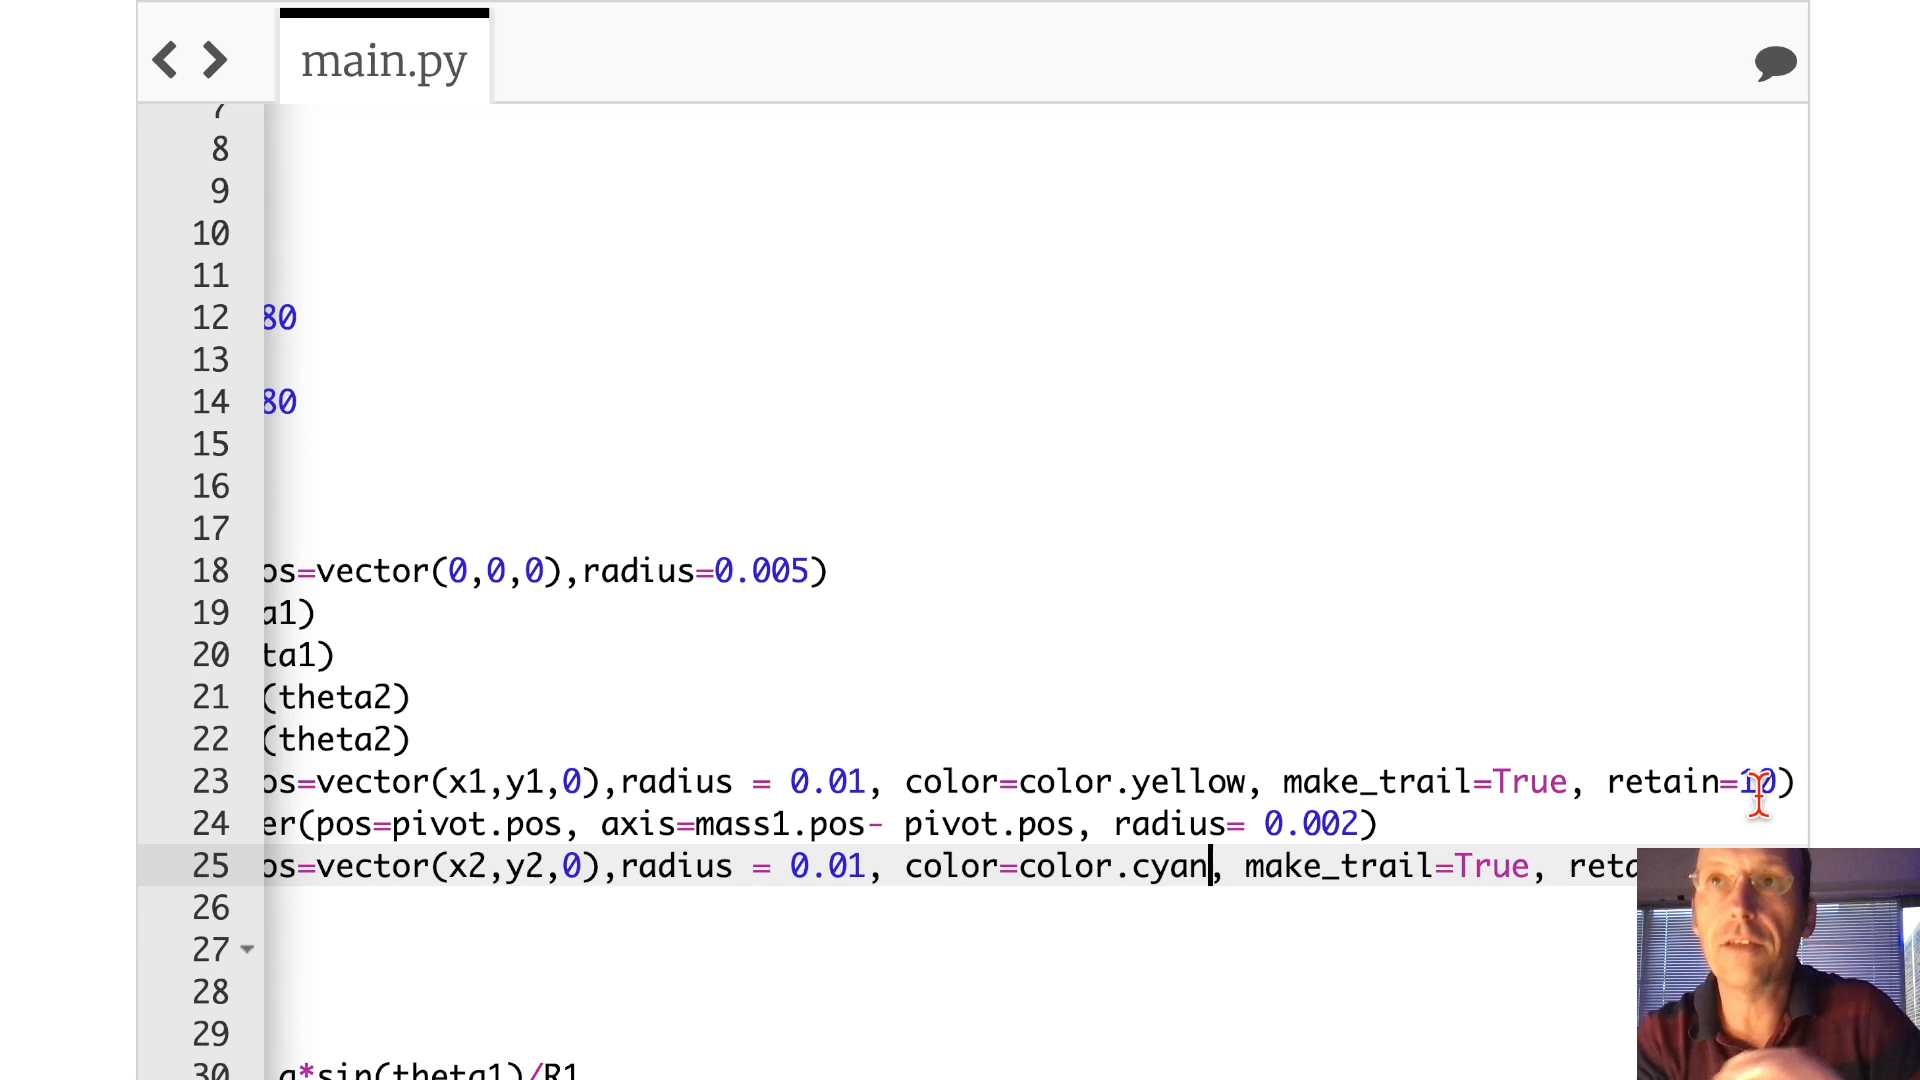 main.py
7
8
9
10
11
12 80
13
14 80
15
16
17
18 os=vector(0,0,0),radius=0.005)
19 a1)
20 ta1)
21 (theta2)
22 (theta2)
23 os=vector(x1,y1,0),radius = 0.01, color=color.yellow, make_trail=True, retain=10)
24 er(pos=pivot.pos, axis=mass1.pos- pivot.pos, radius= 0.002)
25 os=vector(x2,y2,0),radius = 0.01, color=color.cyan, make_trail=True, reta
26
27
28
29
30 g*sin(theta1)/R1